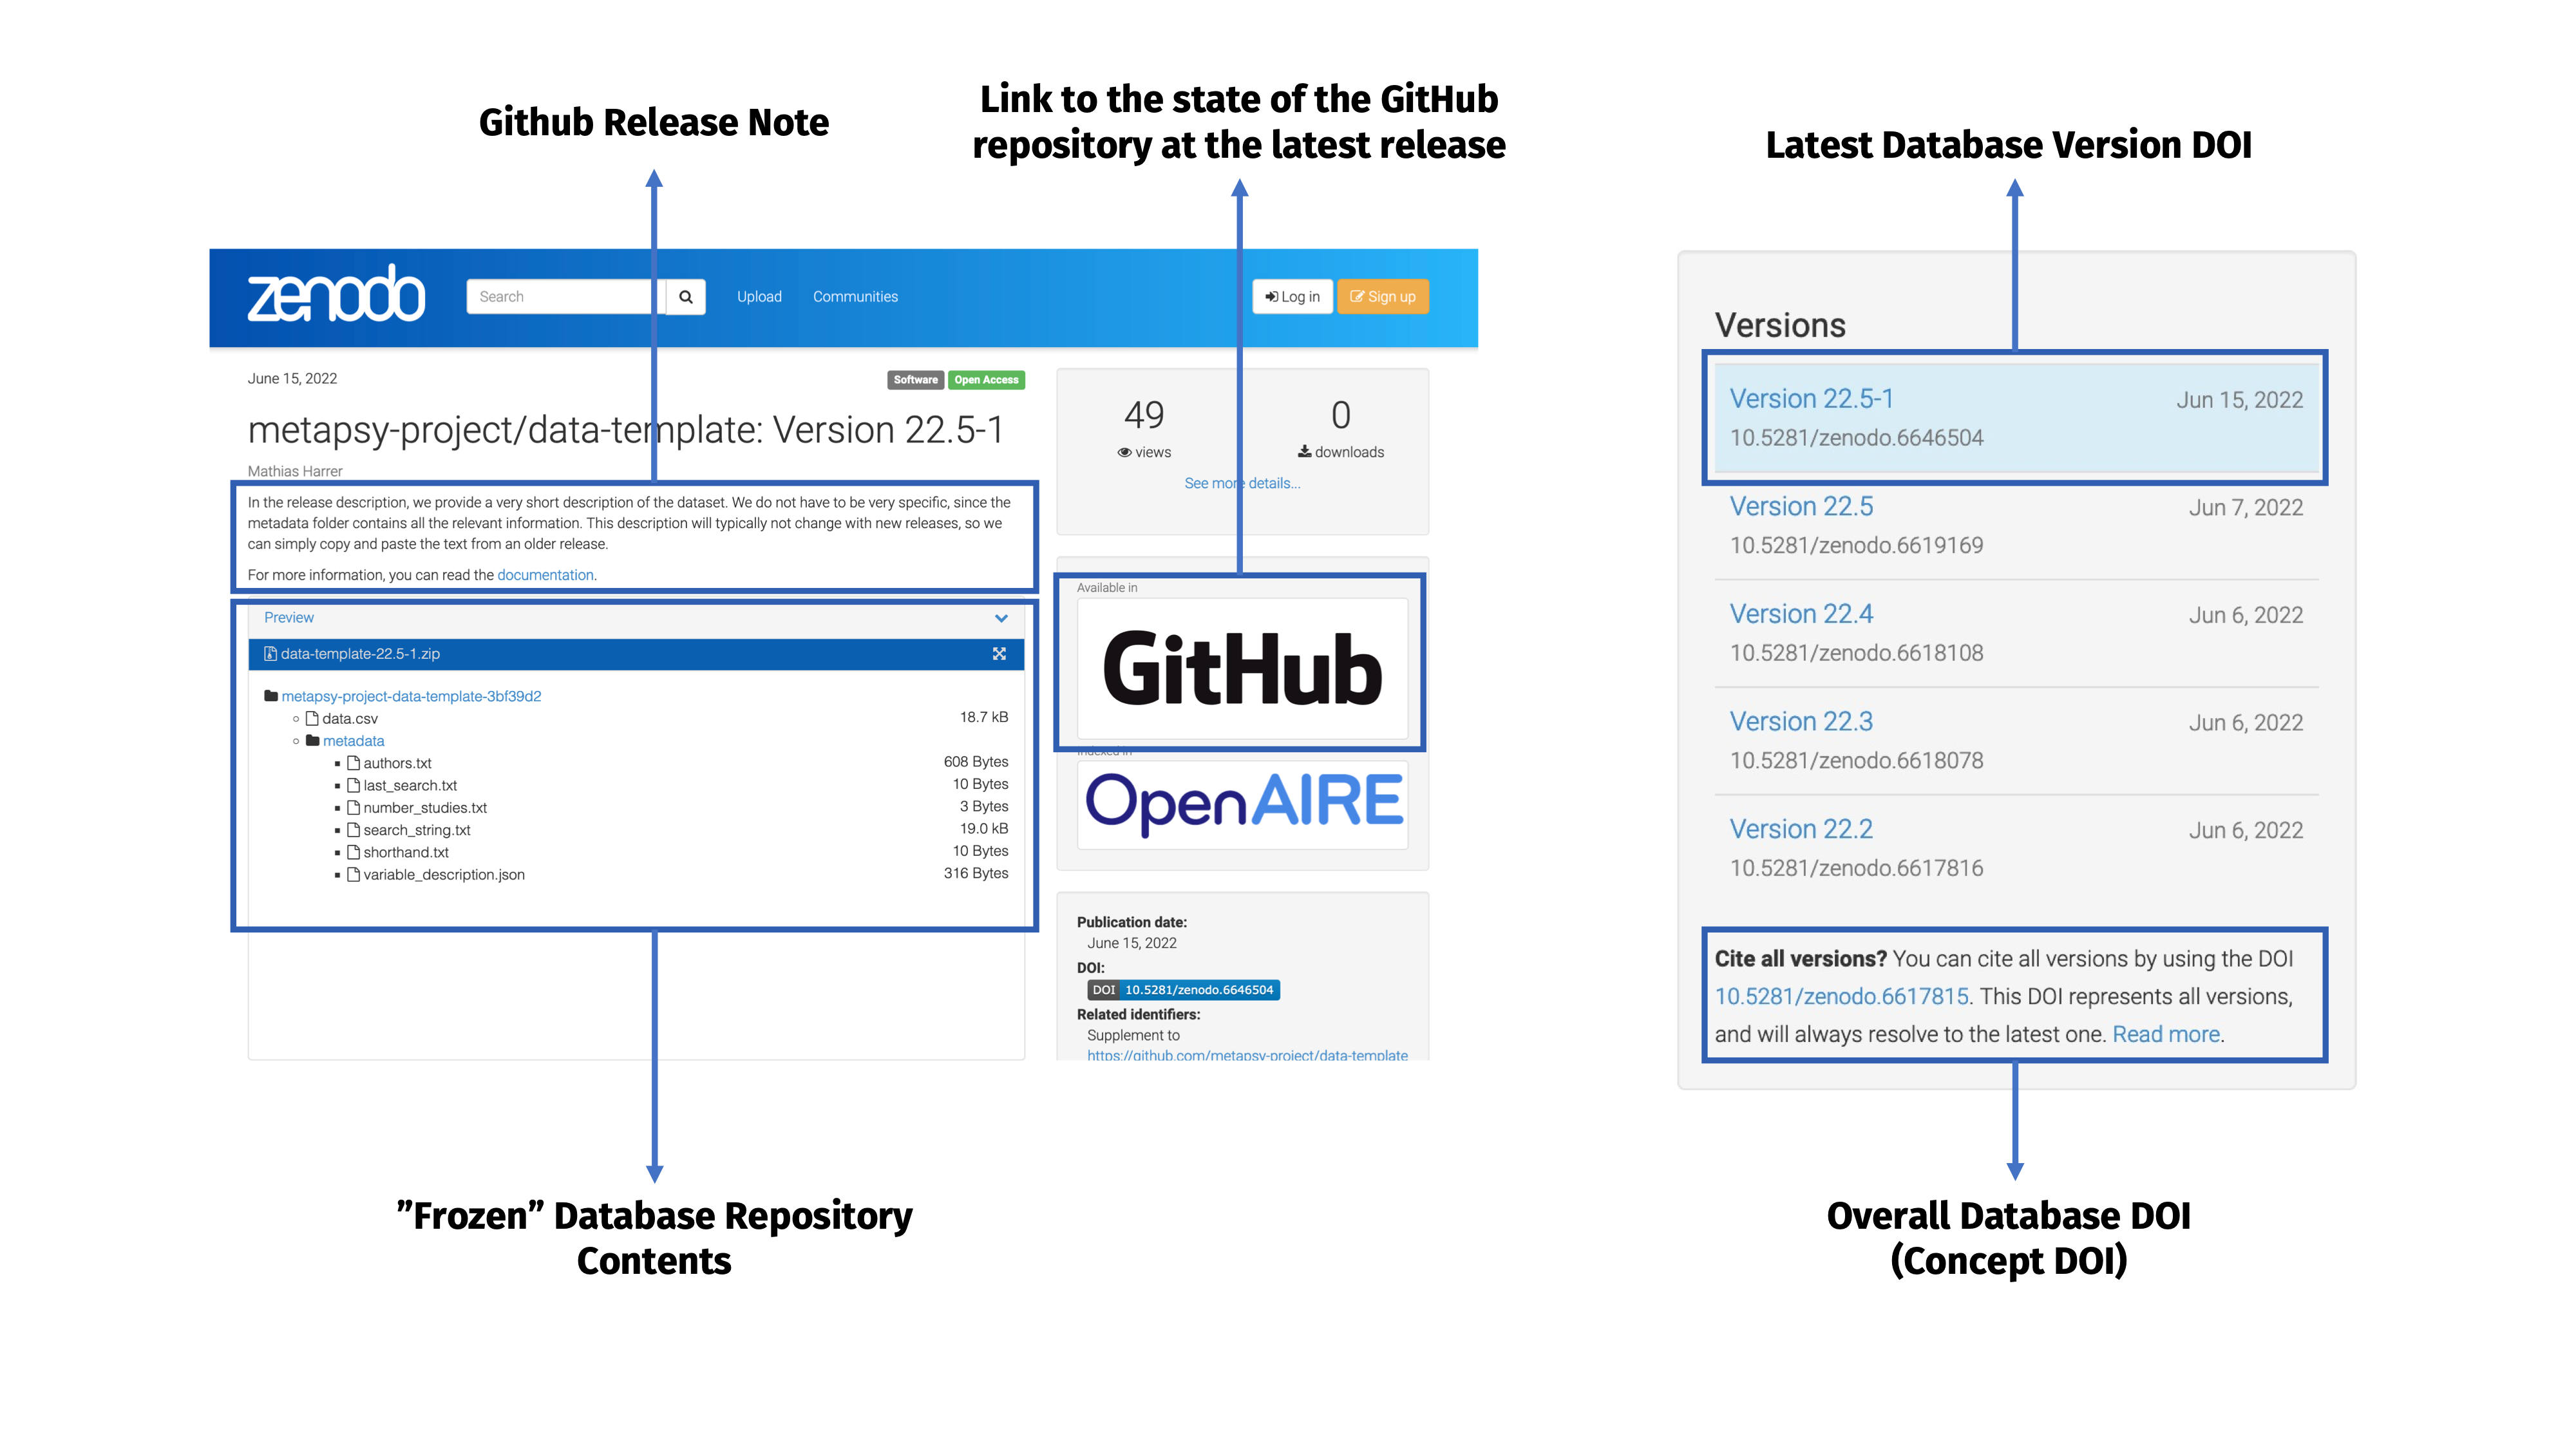 Github Release Note
Link to the state of the GitHub
repository at the latest release
Latest Database Version DOI
zenodo
Search
Upload
Communities
Log in
Sign up
June 15, 2022
Software
Open Access
metapsy-project/data-template: Version 22.5-1
Mathias Harrer
In the release description, we provide a very short description of the dataset. We do not have to be very specific, since the
metadata folder contains all the relevant information. This description will typically not change with new releases, so we
can simply copy and paste the text from an older release.
For more information, you can read the documentation.
Preview
data-template-22.5-1.zip
metapsy-project-data-template-3bf39d2
data.csv 18.7 kB
metadata
authors.txt 608 Bytes
last_search.txt 10 Bytes
number_studies.txt 3 Bytes
search_string.txt 19.0 kB
shorthand.txt 10 Bytes
variable_description.json 316 Bytes
49
views
0
downloads
See more details...
Available in
GitHub
Indexed in
OpenAIRE
Publication date:
June 15, 2022
DOI:
DOI 10.5281/zenodo.6646504
Related identifiers:
Supplement to
https://github.com/metapsy-project/data-template
Versions
Version 22.5-1 Jun 15, 2022
10.5281/zenodo.6646504
Version 22.5 Jun 7, 2022
10.5281/zenodo.6619169
Version 22.4 Jun 6, 2022
10.5281/zenodo.6618108
Version 22.3 Jun 6, 2022
10.5281/zenodo.6618078
Version 22.2 Jun 6, 2022
10.5281/zenodo.6617816
Cite all versions? You can cite all versions by using the DOI
10.5281/zenodo.6617815. This DOI represents all versions,
and will always resolve to the latest one. Read more.
”Frozen” Database Repository
Contents
Overall Database DOI
(Concept DOI)